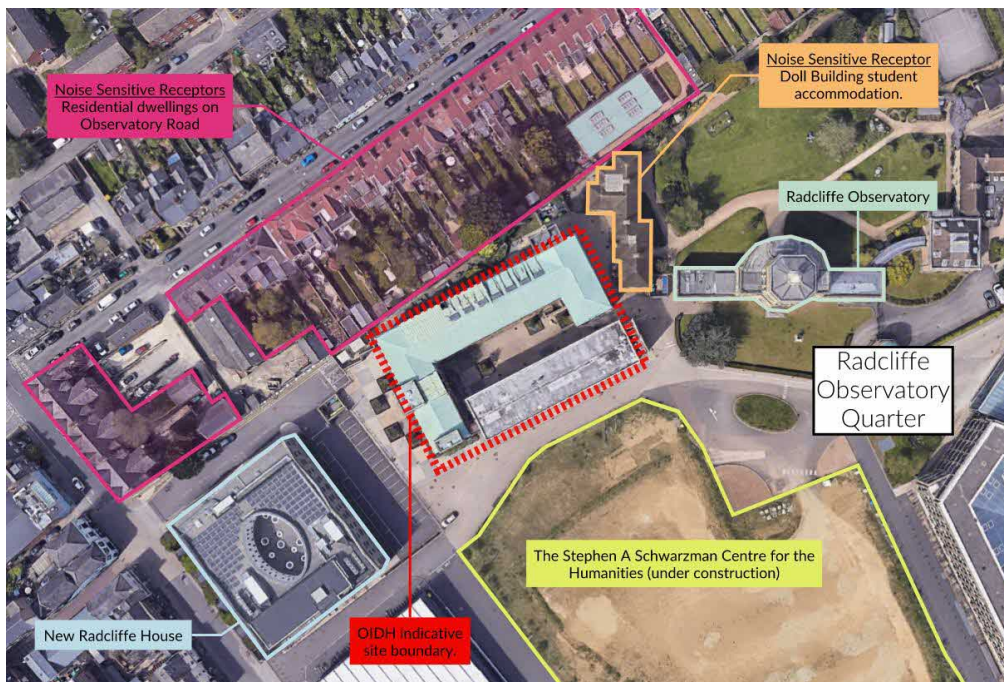 Noise Sensitive Receptors
Residential dwellings on
Observatory Road
Noise Sensitive Receptor
Doll Building student
accommodation.
Radcliffe Observatory
Radcliffe
Observatory
Quarter
The Stephen A Schwarzman Centre for the
Humanities (under construction)
New Radcliffe House
OIDH indicative
site boundary.